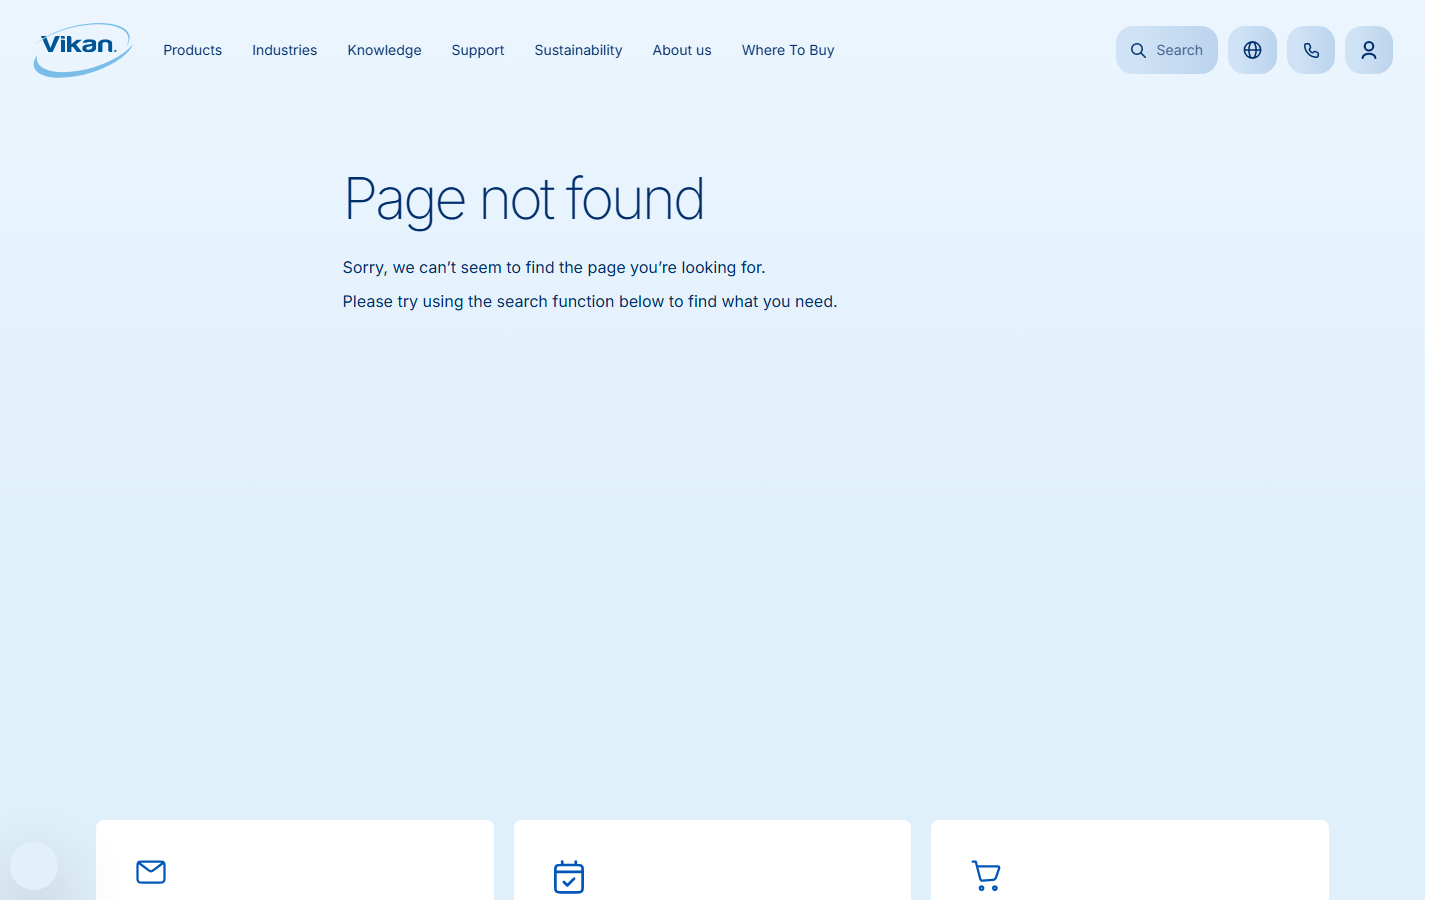 Vikan.
Products Industries Knowledge Support Sustainability About us Where To Buy Search
Page not found
Sorry, we can’t seem to find the page you’re looking for.
Please try using the search function below to find what you need.